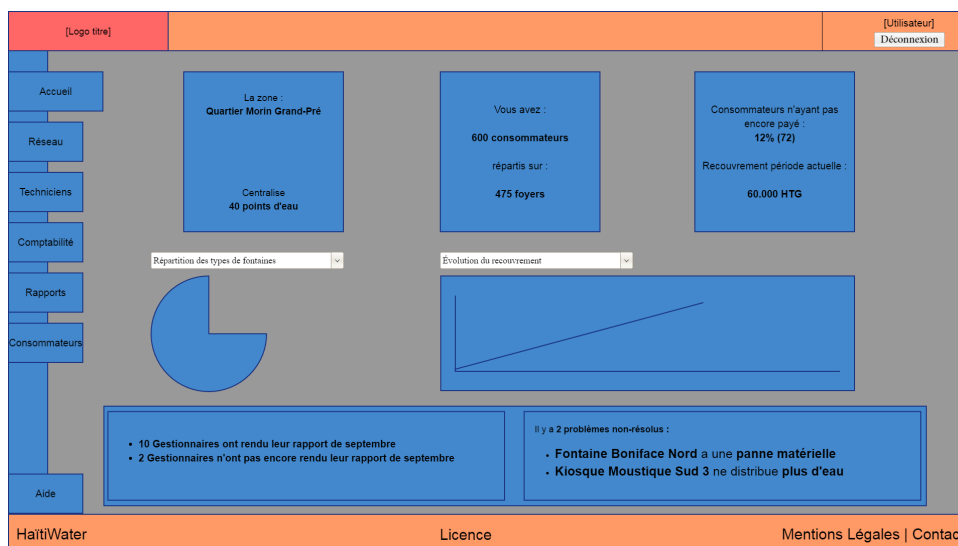 [Logo titre]
[Utilisateur]
Déconnexion
Accueil
Réseau
Techniciens
Comptabilité
Rapports
Consommateurs
Aide
La zone :
Quartier Morin Grand-Pré
Centralise
40 points d'eau
Vous avez :
600 consommateurs
répartis sur :
475 foyers
Consommateurs n'ayant pas
encore payé :
12% (72)
Recouvrement période actuelle :
60.000 HTG
Répartition des types de fontaines
Évolution du recouvrement
• 10 Gestionnaires ont rendu leur rapport de septembre
• 2 Gestionnaires n'ont pas encore rendu leur rapport de septembre
Il y a 2 problèmes non-résolus :
• Fontaine Boniface Nord a une panne matérielle
• Kiosque Moustique Sud 3 ne distribue plus d'eau
HaïtiWater
Licence
Mentions Légales | Contac